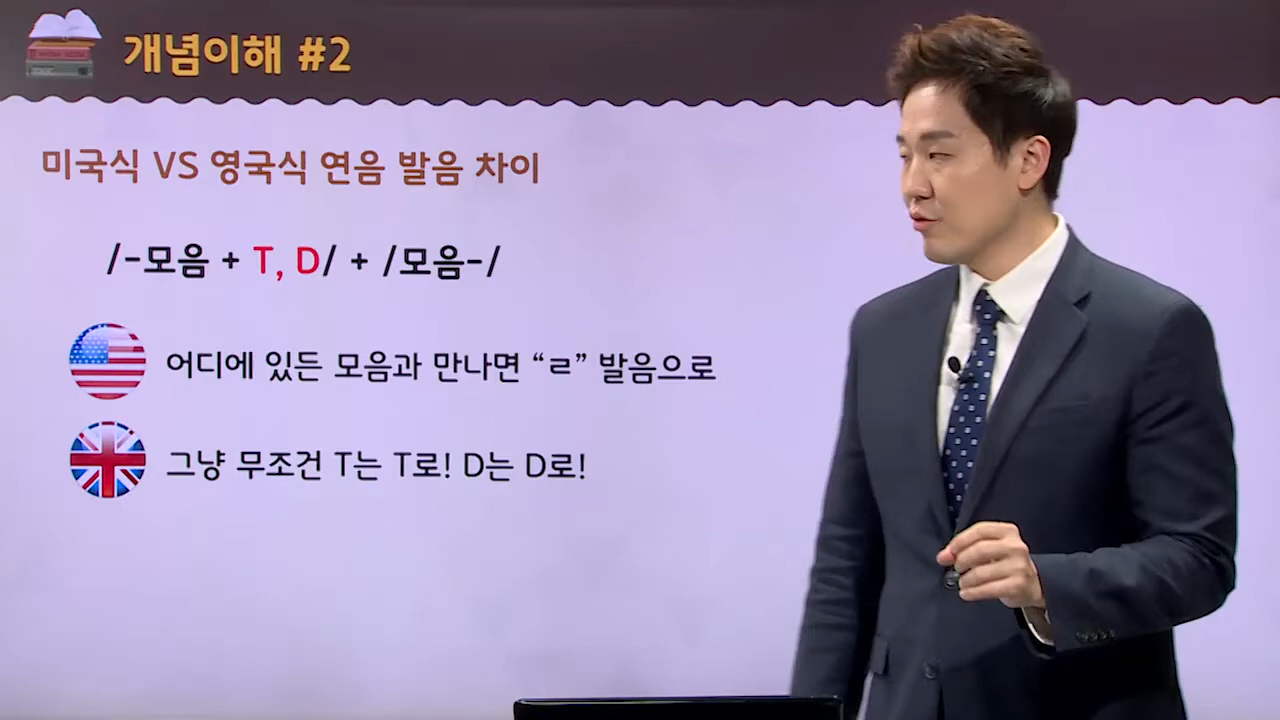 개념이해 #2
미국식 VS 영국식 연음 발음 차이
/-모음 + T, D/ + /모음-/
어디에 있든 모음과 만나면 “ㄹ” 발음으로
그냥 무조건 T는 T로! D는 D로!